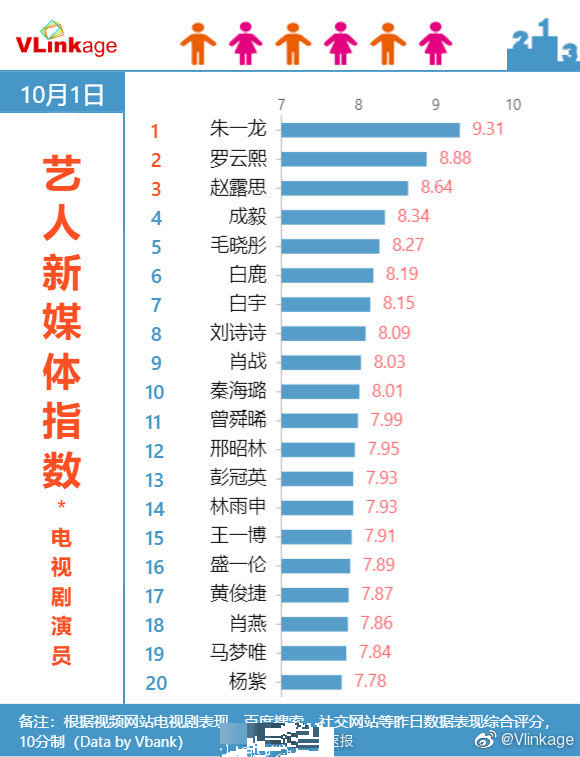 VLinkage
1
2
3
10月1日
艺人新媒体指数
*电视剧演员
7 8 9 10
1 朱一龙 9.31
2 罗云熙 8.88
3 赵露思 8.64
4 成毅 8.34
5 毛晓彤 8.27
6 白鹿 8.19
7 白宇 8.15
8 刘诗诗 8.09
9 肖战 8.03
10 秦海璐 8.01
11 曾舜晞 7.99
12 邢昭林 7.95
13 彭冠英 7.93
14 林雨申 7.93
15 王一博 7.91
16 盛一伦 7.89
17 黄俊捷 7.87
18 肖燕 7.86
19 马梦唯 7.84
20 杨紫 7.78
备注：根据视频网站电视剧表现、百度搜索、社交网站等昨日数据表现综合评分，
10分制（Data by Vbank）
速报
@Vlinkage